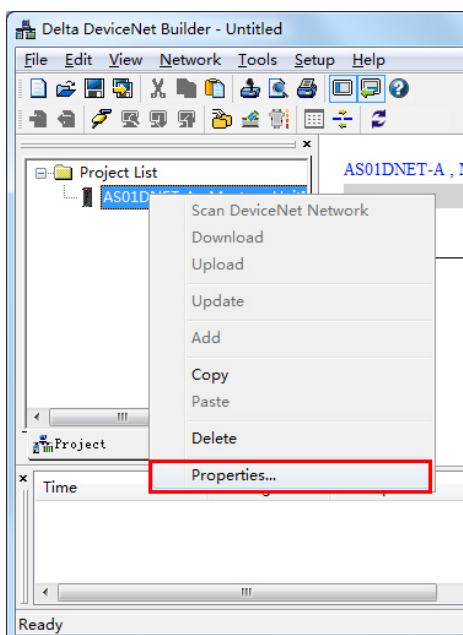 Delta DeviceNet Builder - Untitled
File Edit View Network Tools Setup Help
Project List
AS01DNET-A ,
AS01D
Scan DeviceNet Network
Download
Upload
Update
Add
Copy
Paste
Delete
Properties...
Project
Time
Ready